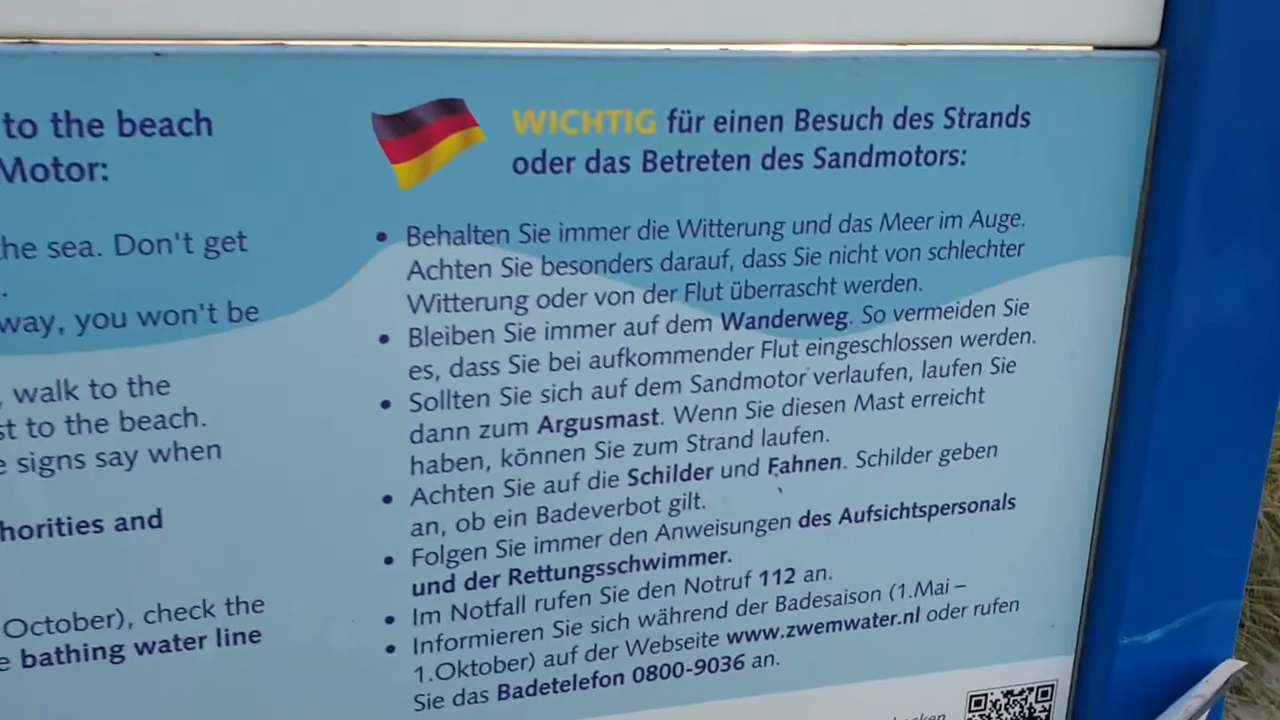 to the beach
Motor:
the sea. Don't get
.
way, you won't be
, walk to the
st to the beach.
e signs say when
horities and
October), check the
e bathing water line
WICHTIG für einen Besuch des Strands
oder das Betreten des Sandmotors:
• Behalten Sie immer die Witterung und das Meer im Auge.
Achten Sie besonders darauf, dass Sie nicht von schlechter
Witterung oder von der Flut überrascht werden.
• Bleiben Sie immer auf dem Wanderweg. So vermeiden Sie
es, dass Sie bei aufkommender Flut eingeschlossen werden.
• Sollten Sie sich auf dem Sandmotor verlaufen, laufen Sie
dann zum Argusmast. Wenn Sie diesen Mast erreicht
haben, können Sie zum Strand laufen.
• Achten Sie auf die Schilder und Fahnen. Schilder geben
an, ob ein Badeverbot gilt.
• Folgen Sie immer den Anweisungen des Aufsichtspersonals
und der Rettungsschwimmer.
• Im Notfall rufen Sie den Notruf 112 an.
• Informieren Sie sich während der Badesaison (1.Mai –
1.Oktober) auf der Webseite www.zwemwater.nl oder rufen
Sie das Badetelefon 0800-9036 an.